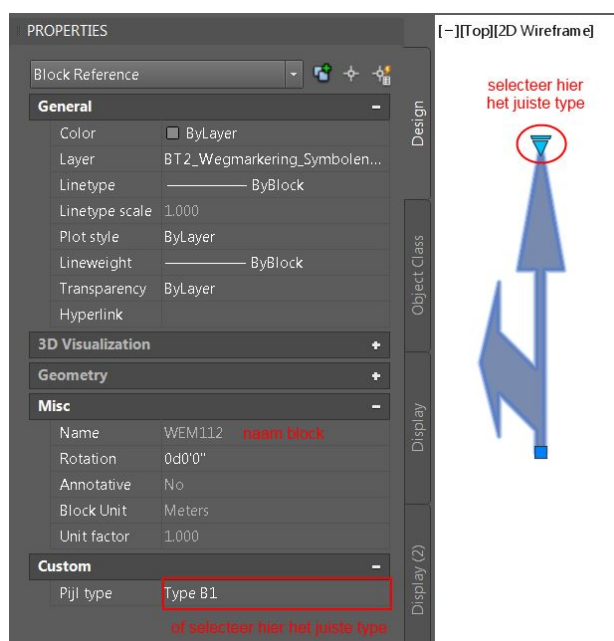 PROPERTIES
Block Reference
General
Color ByLayer
Layer BT2_Wegmarkering_Symbolen...
Linetype ByBlock
Linetype scale 1.000
Plot style ByLayer
Lineweight ByBlock
Transparency ByLayer
Hyperlink
3D Visualization +
Geometry +
Misc
Name WEM112 naam block
Rotation 0d0'0"
Annotative No
Block Unit Meters
Unit factor 1.000
Custom
Pijl type Type B1
of selecteer hier het juiste type
Design
Object Class
Display
Display (2)
[−][Top][2D Wireframe]
selecteer hier
het juiste type